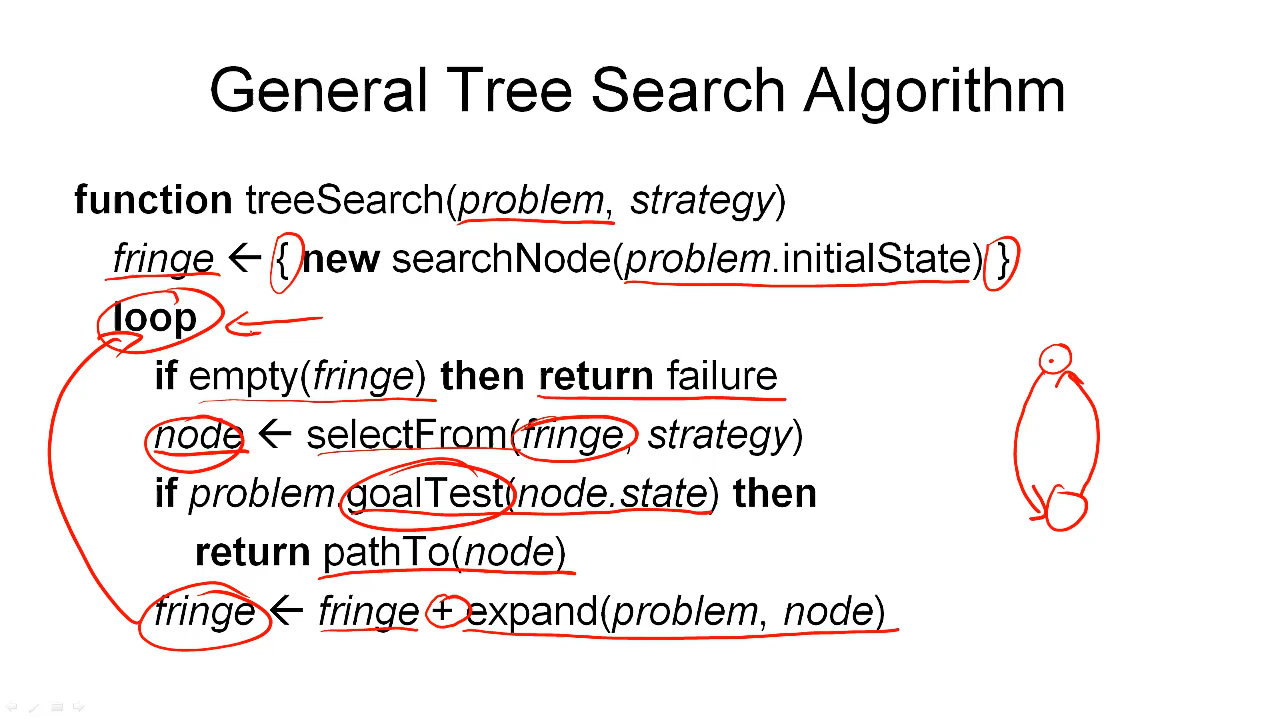 General Tree Search Algorithm
function treeSearch(problem, strategy)
fringe ← { new searchNode(problem.initialState) }
loop
if empty(fringe) then return failure
node ← selectFrom(fringe, strategy)
if problem.goalTest(node.state) then
return pathTo(node)
fringe ← fringe + expand(problem, node)